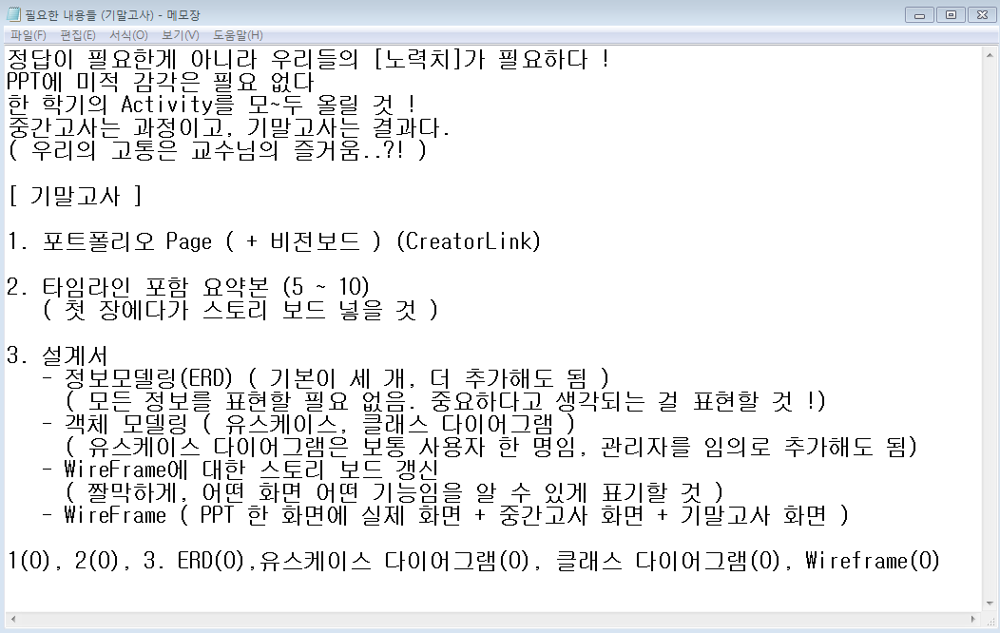 필요한 내용들 (기말고사) - 메모장
파일(F) 편집(E) 서식(O) 보기(V) 도움말(H)
정답이 필요한게 아니라 우리들의 [노력치]가 필요하다 !
PPT에 미적 감각은 필요 없다
한 학기의 Activity를 모~두 올릴 것 !
중간고사는 과정이고, 기말고사는 결과다.
( 우리의 고통은 교수님의 즐거움..?! )
[ 기말고사 ]
1. 포트폴리오 Page ( + 비전보드 ) (CreatorLink)
2. 타임라인 포함 요약본 (5 ~ 10)
( 첫 장에다가 스토리 보드 넣을 것 )
3. 설계서
- 정보모델링(ERD) ( 기본이 세 개, 더 추가해도 됨 )
( 모든 정보를 표현할 필요 없음. 중요하다고 생각되는 걸 표현할 것 !)
- 객체 모델링 ( 유스케이스, 클래스 다이어그램 )
( 유스케이스 다이어그램은 보통 사용자 한 명임, 관리자를 임의로 추가해도 됨)
- WireFrame에 대한 스토리 보드 갱신
( 짤막하게, 어떤 화면 어떤 기능임을 알 수 있게 표기할 것 )
- WireFrame ( PPT 한 화면에 실제 화면 + 중간고사 화면 + 기말고사 화면 )
1(O), 2(O), 3. ERD(O),유스케이스 다이어그램(O), 클래스 다이어그램(O), Wireframe(O)